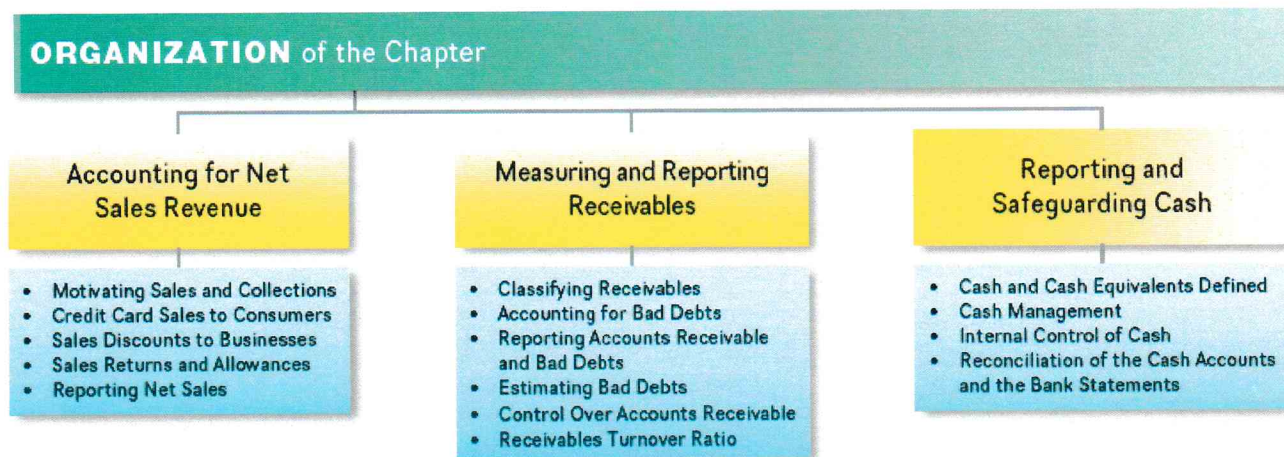 ORGANIZATION of the Chapter
Accounting for Net
Sales Revenue
• Motivating Sales and Collections
• Credit Card Sales to Consumers
• Sales Discounts to Businesses
• Sales Returns and Allowances
• Reporting Net Sales
Measuring and Reporting
Receivables
• Classifying Receivables
• Accounting for Bad Debts
• Reporting Accounts Receivable
and Bad Debts
• Estimating Bad Debts
• Control Over Accounts Receivable
• Receivables Turnover Ratio
Reporting and
Safeguarding Cash
• Cash and Cash Equivalents Defined
• Cash Management
• Internal Control of Cash
• Reconciliation of the Cash Accounts
and the Bank Statements